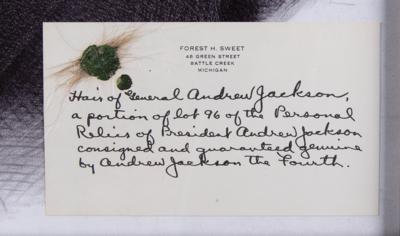 FOREST H. SWEET
46 GREEN STREET
BATTLE CREEK
MICHIGAN
Hair of General Andrew Jackson,
a portion of lot 96 of the Personal
Relics of President Andrew Jackson
consigned and guaranteed genuine
by Andrew Jackson the Fourth.